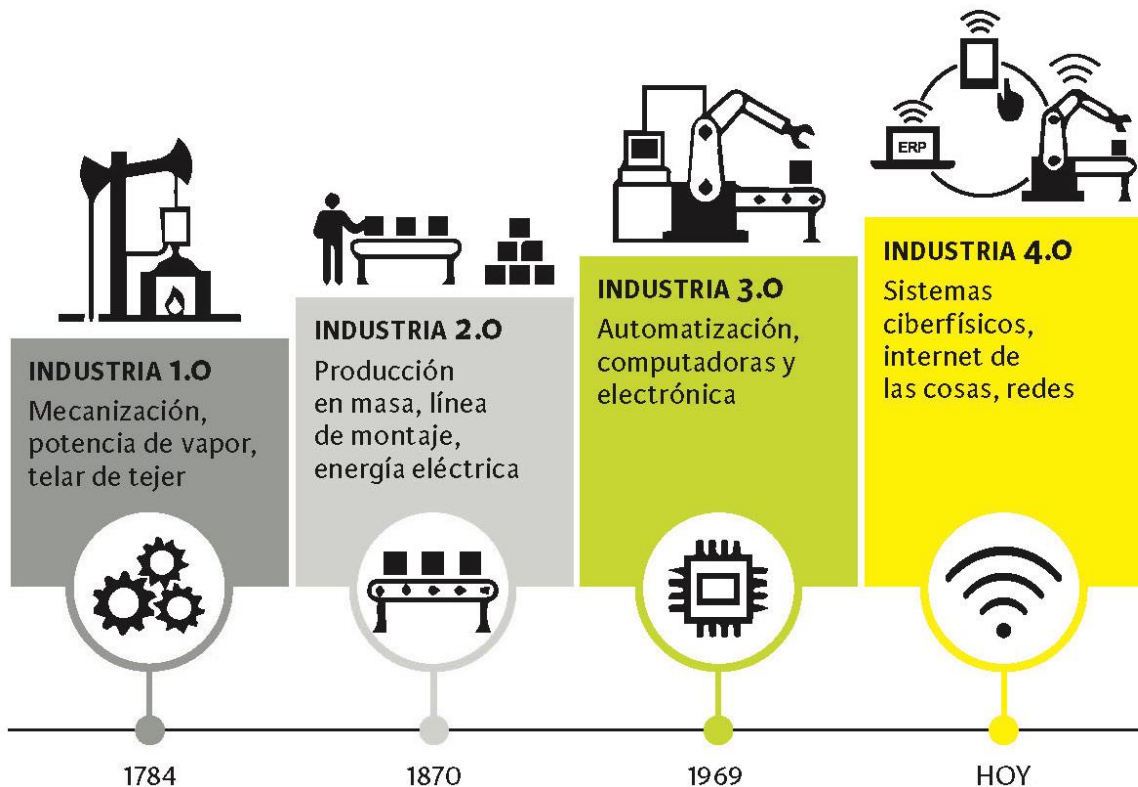 INDUSTRIA 1.0
Mecanización,
potencia de vapor,
telar de tejer
INDUSTRIA 2.0
Producción
en masa, línea
de montaje,
energía eléctrica
INDUSTRIA 3.0
Automatización,
computadoras y
electrónica
ERP
INDUSTRIA 4.0
Sistemas
ciberfísicos,
internet de
las cosas, redes
1784
1870
1969
HOY